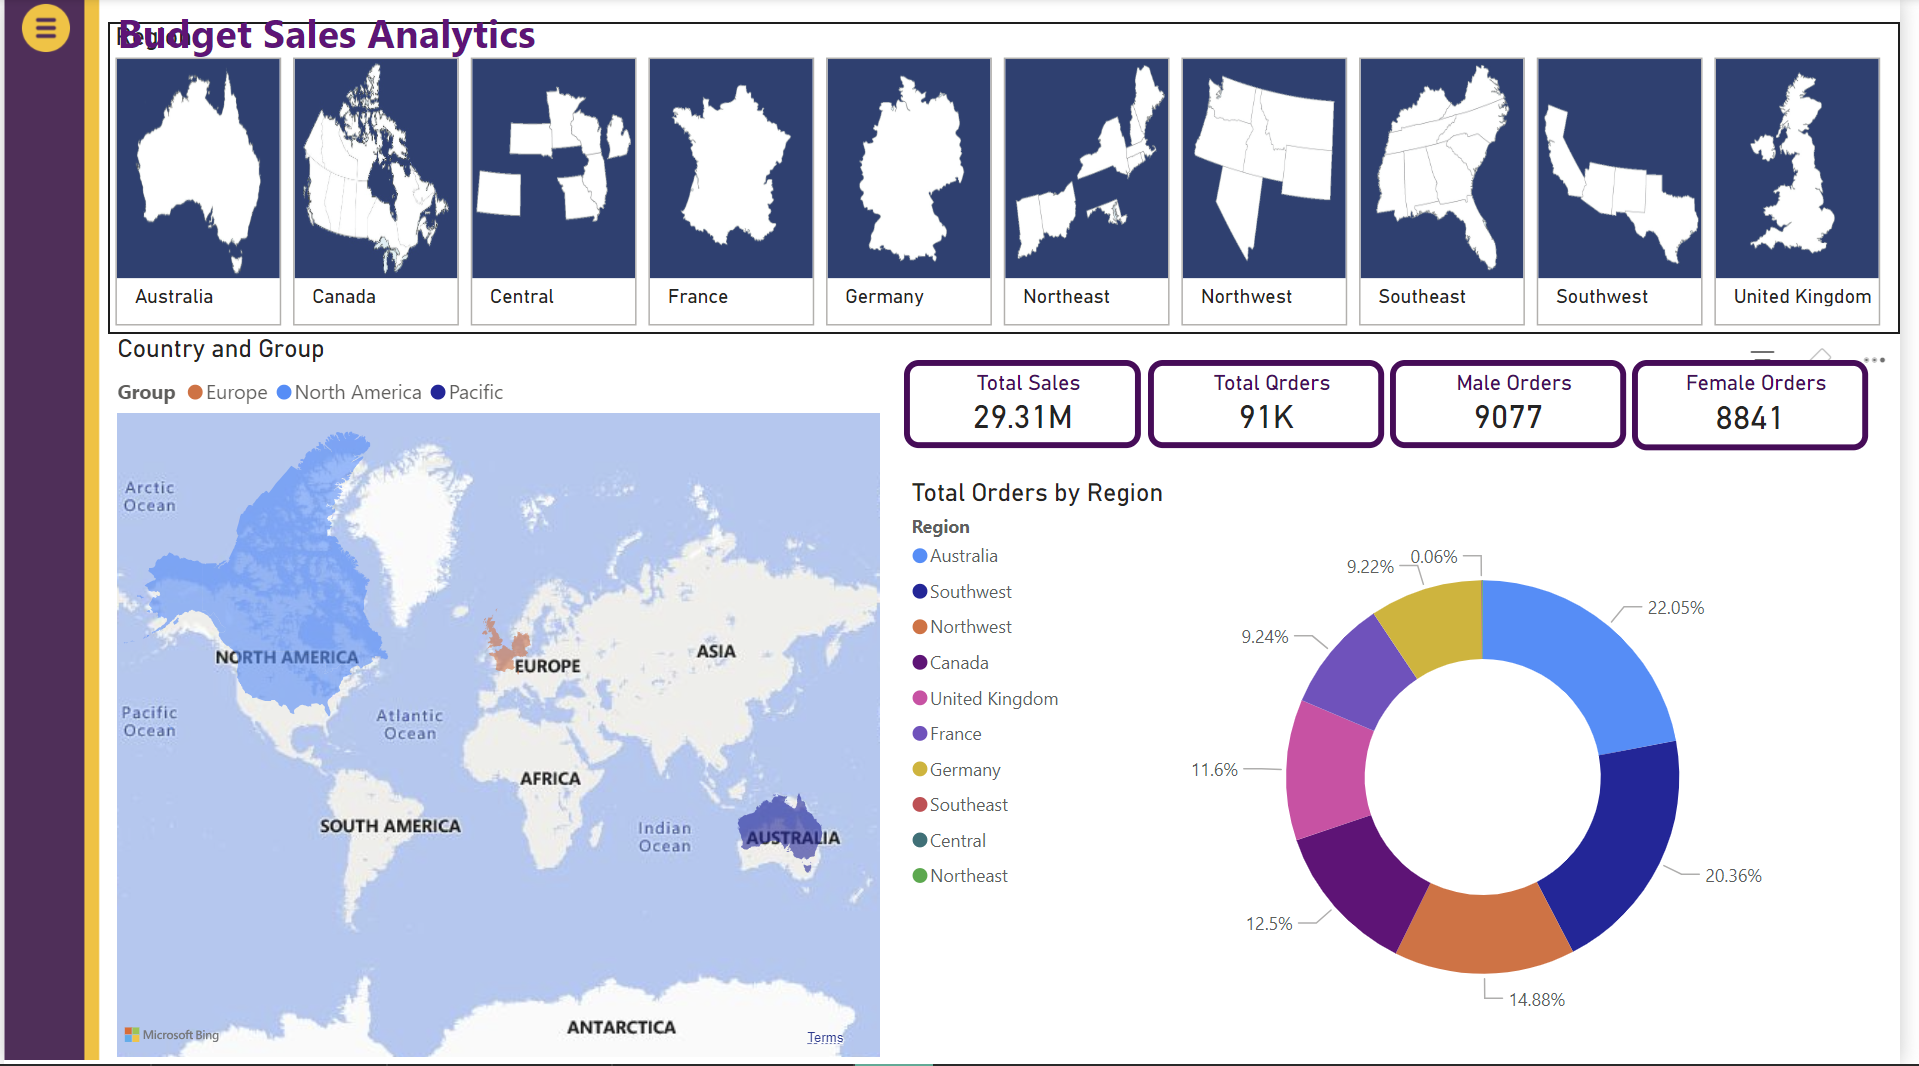 Budget Sales Analytics
Region
Australia
Canada
Central
France
Germany
Northeast
Northwest
Southeast
Southwest
United Kingdom
Country and Group
Group Europe North America Pacific
Arctic
Ocean
NORTH AMERICA
EUROPE
ASIA
Pacific
Ocean
Atlantic
Ocean
AFRICA
SOUTH AMERICA
Indian
Ocean
AUSTRALIA
ANTARCTICA
Microsoft Bing
Terms
Total Sales
29.31M
Total Qrders
91K
Male Orders
9077
Female Orders
8841
Total Orders by Region
Region
Australia
Southwest
Northwest
Canada
United Kingdom
France
Germany
Southeast
Central
Northeast
0.06%
9.22%
22.05%
9.24%
11.6%
20.36%
12.5%
14.88%